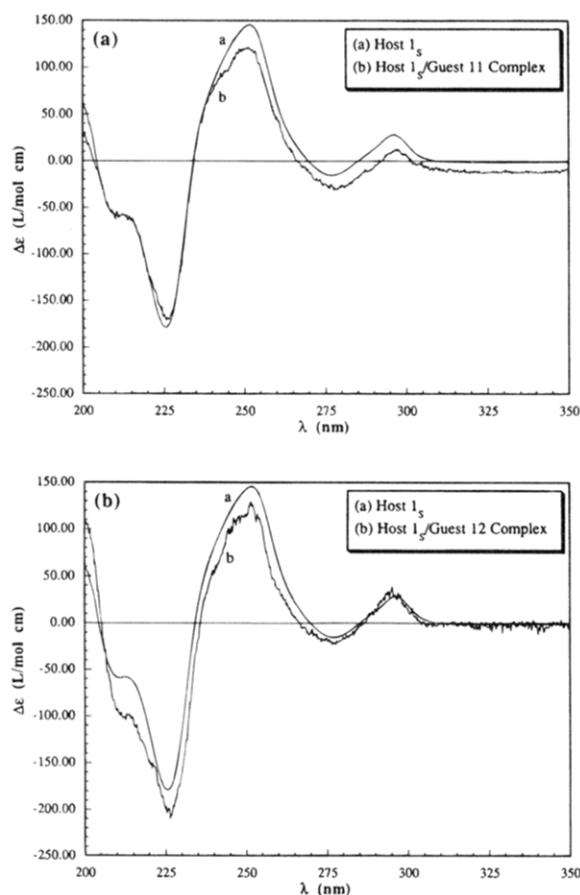 (a)
a
b
(a) Host 1s
(b) Host 1s/Guest 11 Complex
150.00
100.00
50.00
0.00
-50.00
-100.00
-150.00
-200.00
-250.00
Δε (L/mol cm)
200 225 250 275 300 325 350
λ (nm)
(b)
a
b
(a) Host 1s
(b) Host 1s/Guest 12 Complex
150.00
100.00
50.00
0.00
-50.00
-100.00
-150.00
-200.00
-250.00
Δε (L/mol cm)
200 225 250 275 300 325 350
λ (nm)